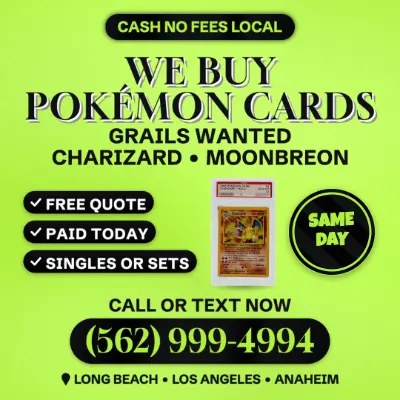 CASH NO FEES LOCAL
WE BUY
POKÉMON CARDS
GRAILS WANTED
CHARIZARD • MOONBREON
✓ FREE QUOTE
✓ PAID TODAY
✓ SINGLES OR SETS
SAME
DAY
CALL OR TEXT NOW
(562) 999-4994
LONG BEACH • LOS ANGELES • ANAHEIM